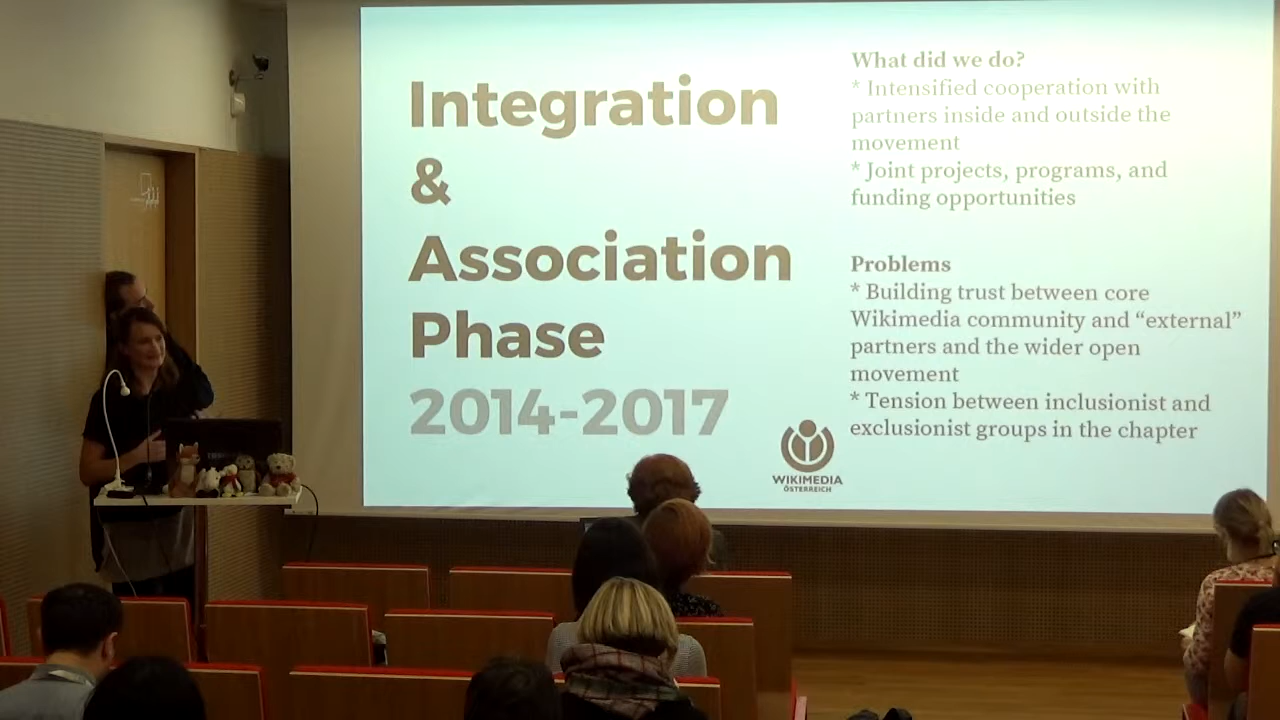 Integration
&
Association
Phase
2014-2017
What did we do?
* Intensified cooperation with
partners inside and outside the
movement
* Joint projects, programs, and
funding opportunities
Problems
* Building trust between core
Wikimedia community and “external”
partners and the wider open
movement
* Tension between inclusionist and
exclusionist groups in the chapter
WIKIMEDIA
ÖSTERREICH